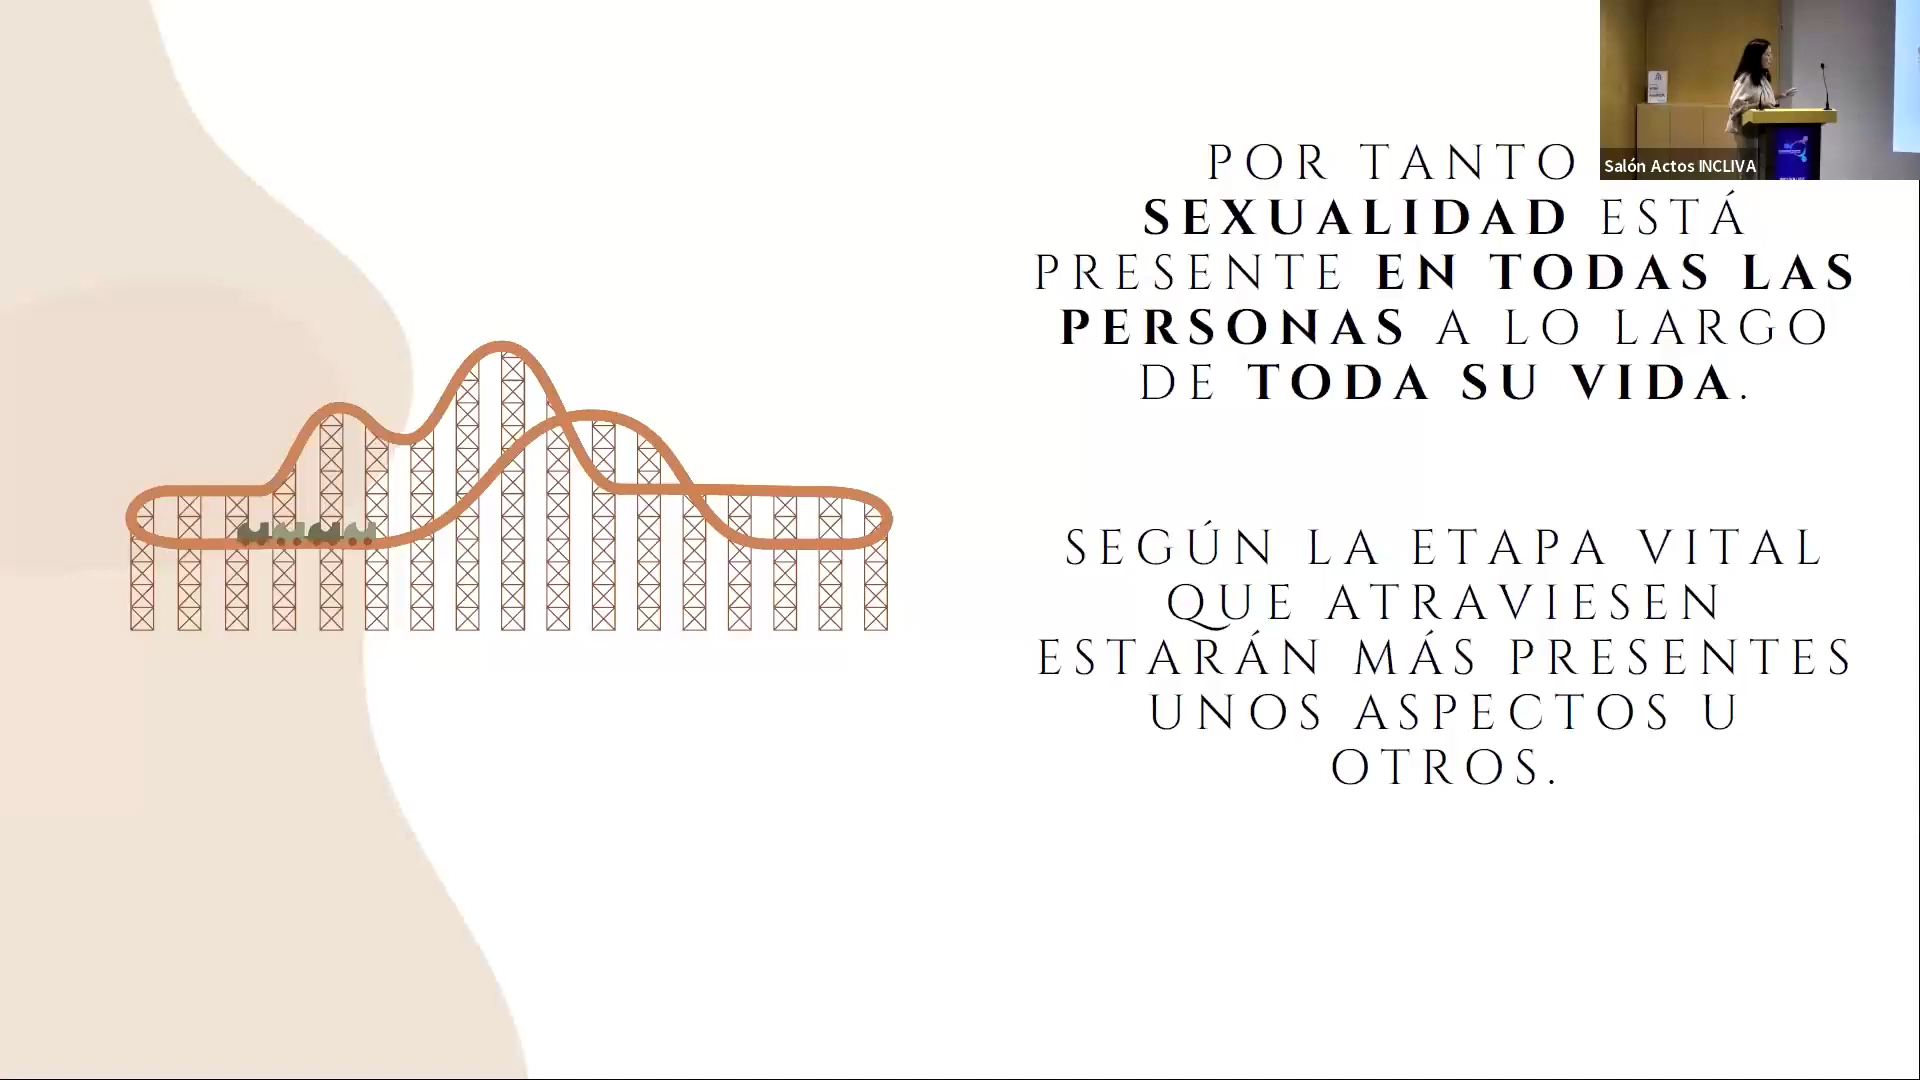 POR TANTO
SEXUALIDAD ESTÁ
PRESENTE EN TODAS LAS
PERSONAS A LO LARGO
DE TODA SU VIDA.
SEGÚN LA ETAPA VITAL
QUE ATRAVIESEN
ESTARÁN MÁS PRESENTES
UNOS ASPECTOS U
OTROS.
Salón Actos INCLIVA